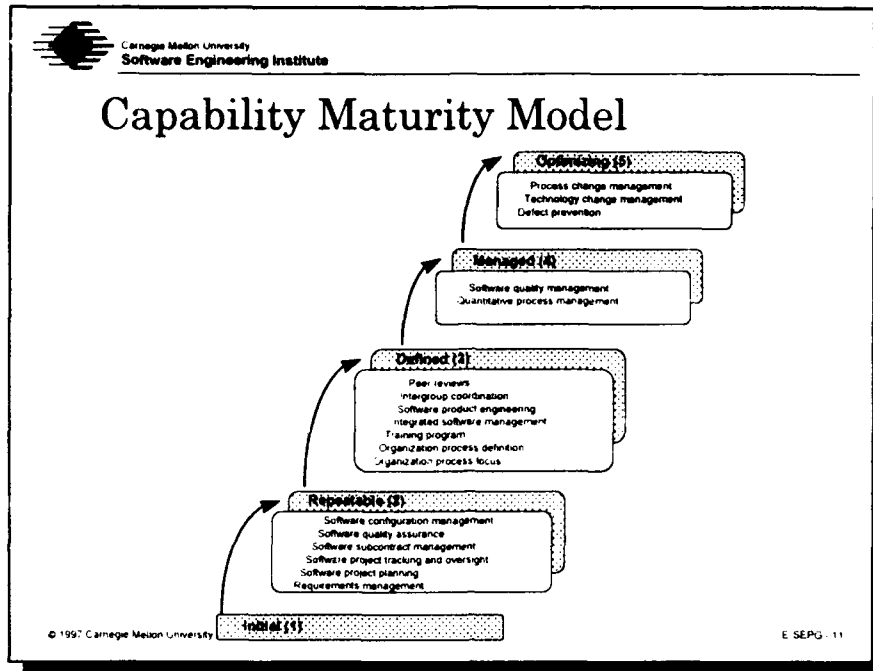 Carnegie Mellon University
Software Engineering Institute
Capability Maturity Model
Optimizing (5)
Process change management
Technology change management
Defect prevention
Managed (4)
Software quality management
Quantitative process management
Defined (3)
Peer reviews
Intergroup coordination
Software product engineering
Integrated software management
Training program
Organization process definition
Organization process focus
Repeatable (2)
Software configuration management
Software quality assurance
Software subcontract management
Software project tracking and oversight
Software project planning
Requirements management
Initial (1)
© 1997 Carnegie Mellon University
E SEPG - 11